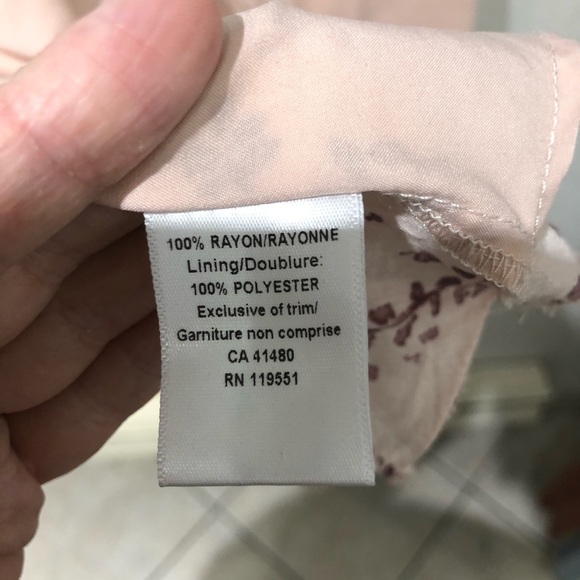 100% RAYON/RAYONNE
Lining/Doublure:
100% POLYESTER
Exclusive of trim/
Garniture non comprise
CA 41480
RN 119551